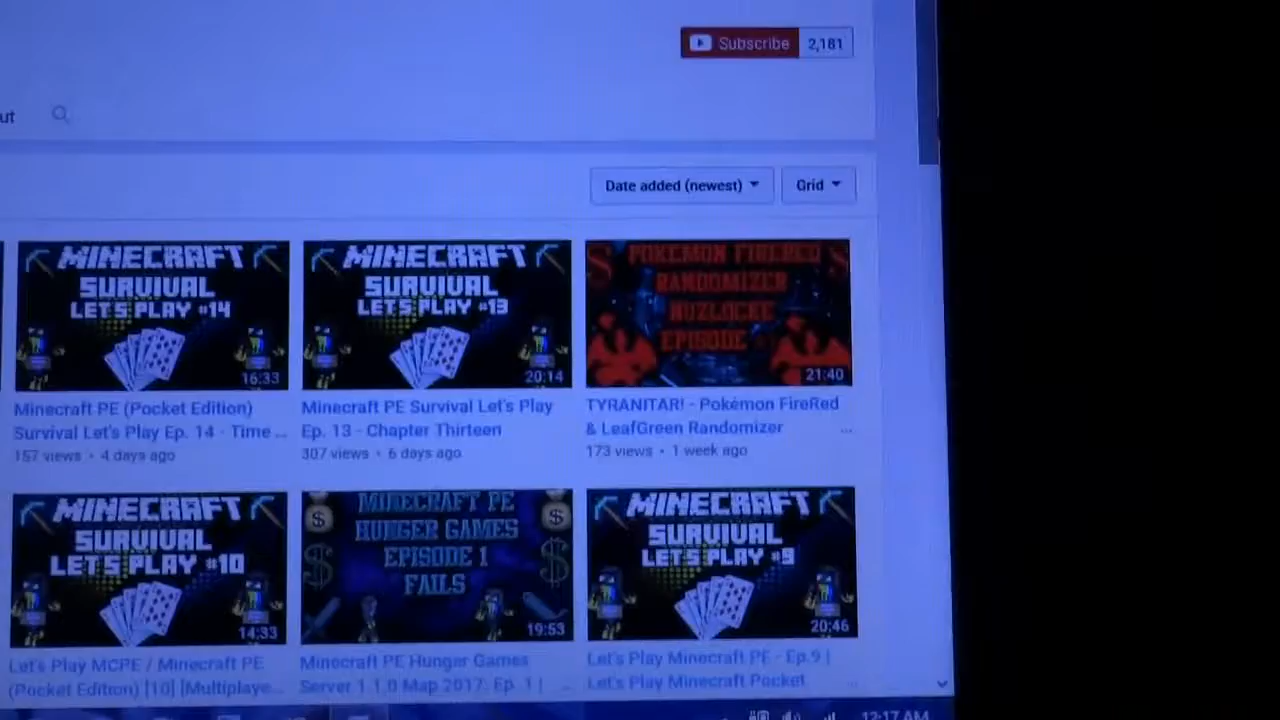 Subscribe 2,181
ut
Date added (newest) Grid
MINECRAFT
SURVIVAL
LET'S PLAY #14
16:33
MINECRAFT
SURVIVAL
LET'S PLAY #13
20:14
POKEMON FIRERED
RANDOMIZER
NUZLOCKE
EPISODE
21:40
Minecraft PE (Pocket Edition)
Survival Let's Play Ep. 14 - Time ...
157 views • 4 days ago
Minecraft PE Survival Let's Play
Ep. 13 - Chapter Thirteen
307 views • 6 days ago
TYRANITAR! - Pokémon FireRed
& LeafGreen Randomizer ...
173 views • 1 week ago
MINECRAFT
SURVIVAL
LET'S PLAY #10
14:33
MINECRAFT PE
HUNGER GAMES
EPISODE 1
FAILS
19:53
MINECRAFT
SURVIVAL
LET'S PLAY #9
20:46
Let's Play MCPE / Minecraft PE
(Pocket Edition) [10] [Multiplaye...
Minecraft PE Hunger Games
Server 1.1.0 Map 2017: Ep. 1 | ...
Let's Play Minecraft PE - Ep.9 |
Let's Play Minecraft Pocket ...
12:17 AM